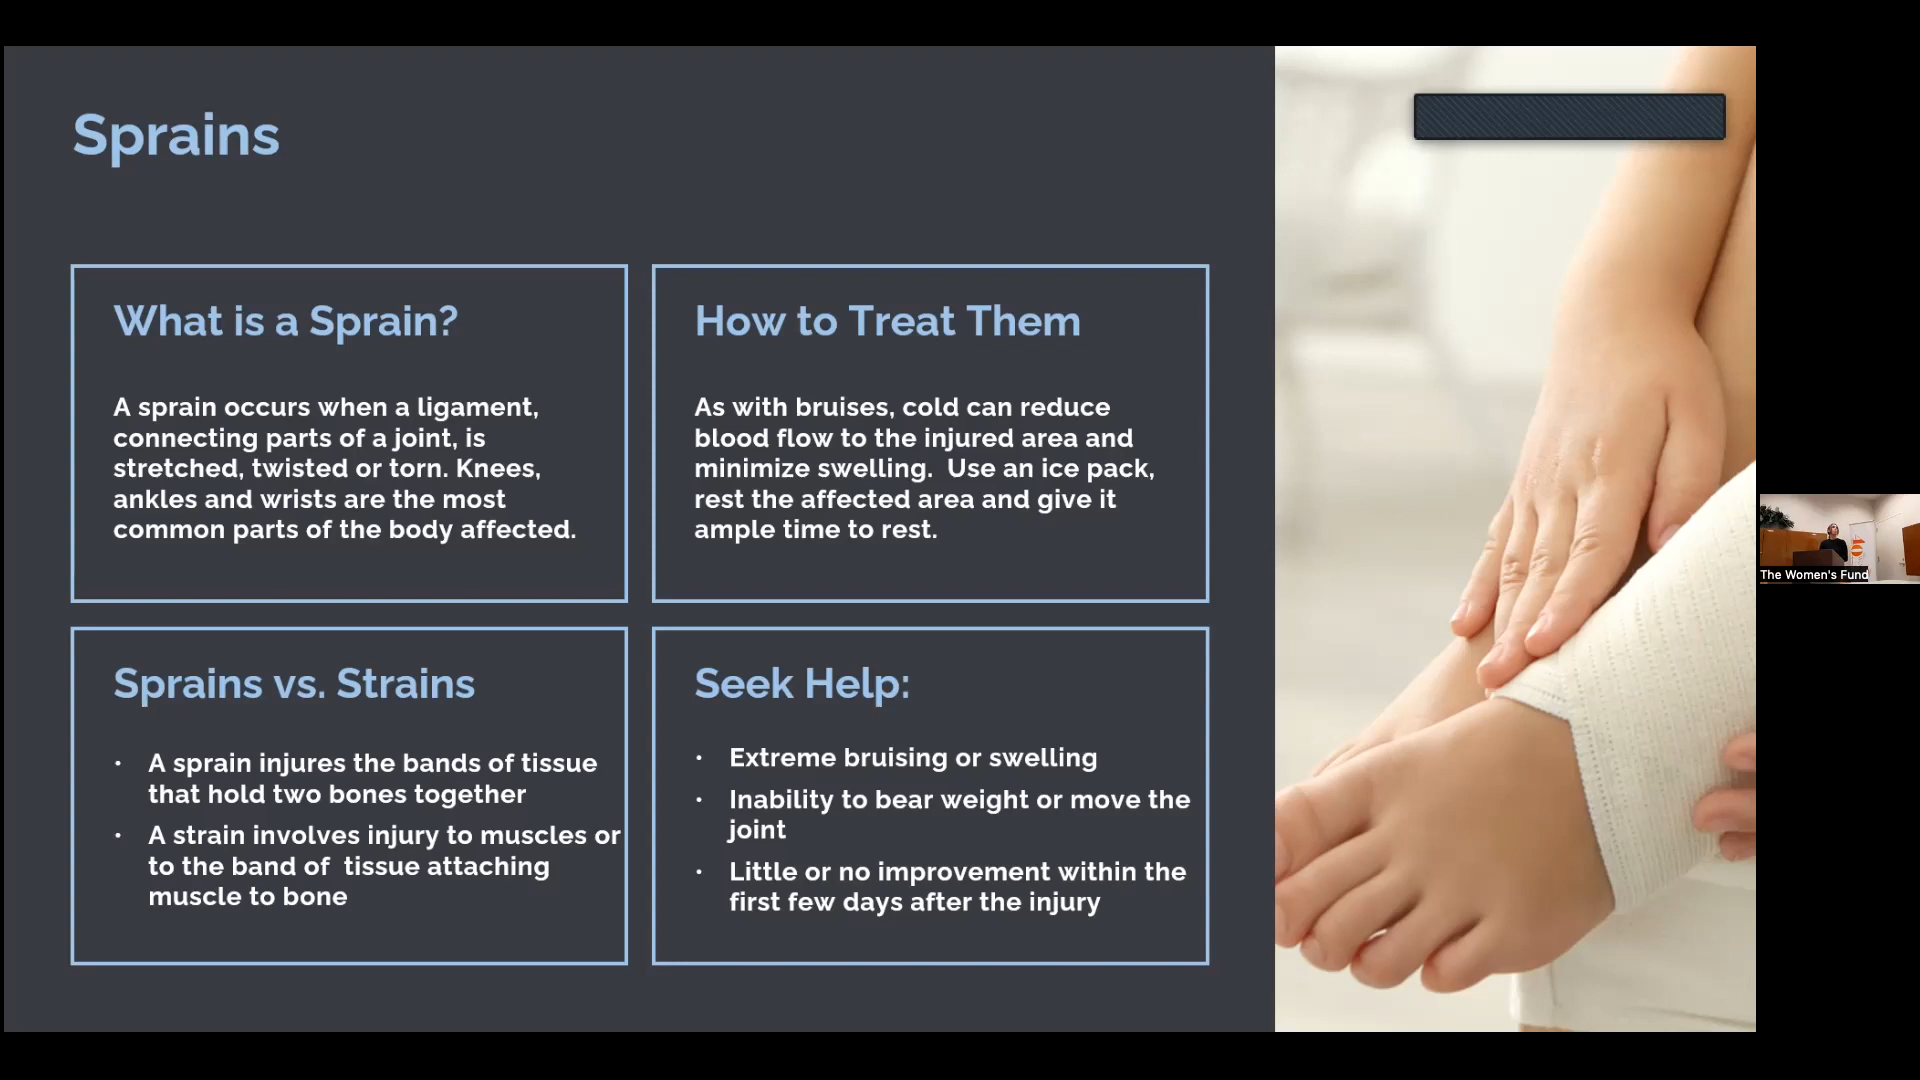 Sprains
What is a Sprain?
A sprain occurs when a ligament,
connecting parts of a joint, is
stretched, twisted or torn. Knees,
ankles and wrists are the most
common parts of the body affected.
How to Treat Them
As with bruises, cold can reduce
blood flow to the injured area and
minimize swelling.  Use an ice pack,
rest the affected area and give it
ample time to rest.
Sprains vs. Strains
• A sprain injures the bands of tissue
that hold two bones together
• A strain involves injury to muscles or
to the band of  tissue attaching
muscle to bone
Seek Help:
• Extreme bruising or swelling
• Inability to bear weight or move the
joint
• Little or no improvement within the
first few days after the injury
The Women's Fund